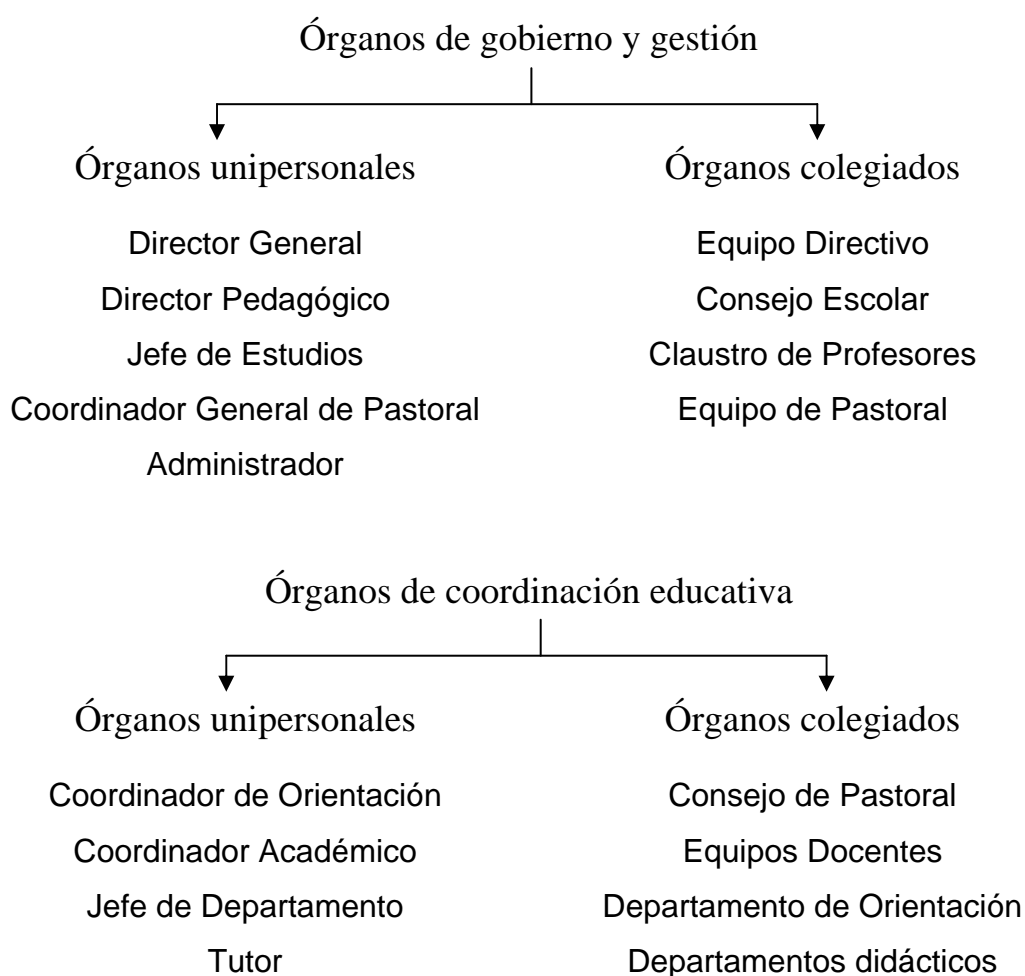 Órganos de gobierno y gestión
Órganos unipersonales
Director General
Director Pedagógico
Jefe de Estudios
Coordinador General de Pastoral
Administrador
Órganos colegiados
Equipo Directivo
Consejo Escolar
Claustro de Profesores
Equipo de Pastoral
Órganos de coordinación educativa
Órganos unipersonales
Coordinador de Orientación
Coordinador Académico
Jefe de Departamento
Tutor
Órganos colegiados
Consejo de Pastoral
Equipos Docentes
Departamento de Orientación
Departamentos didácticos